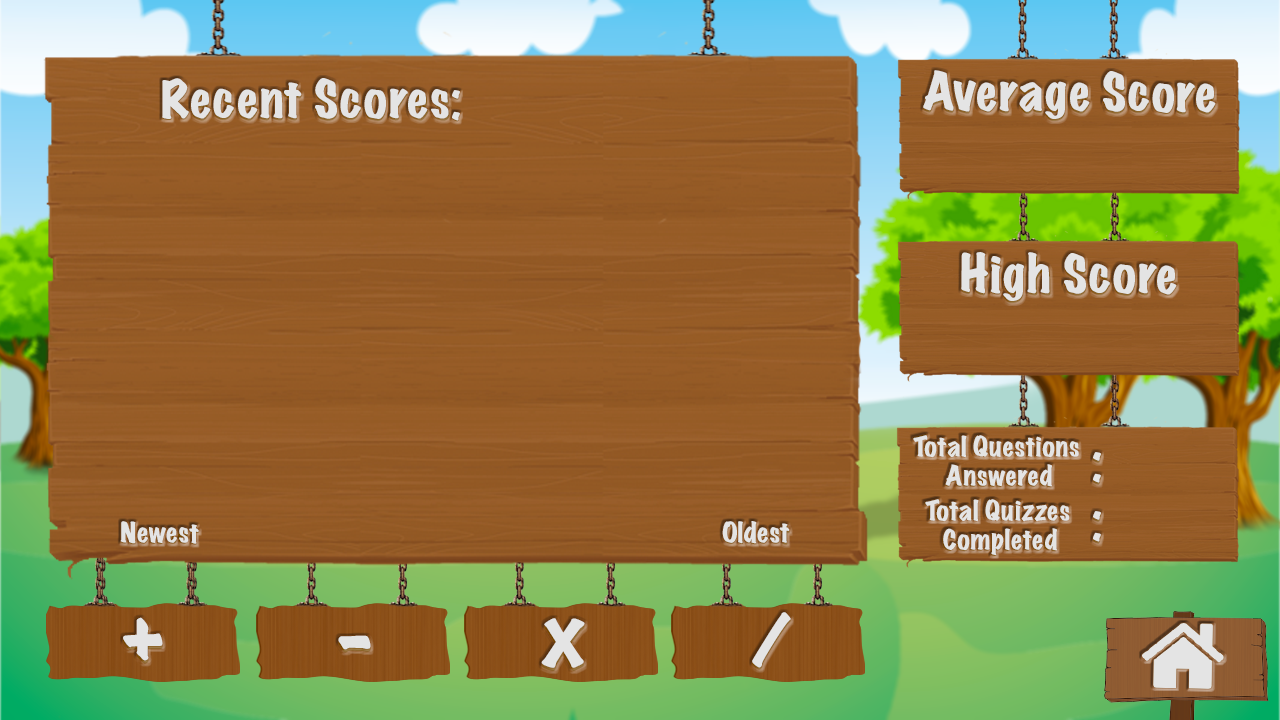 Recent Scores:
Average Score
High Score
Total Questions
Answered :
Total Quizzes
Completed :
Newest
Oldest
+
-
X
/